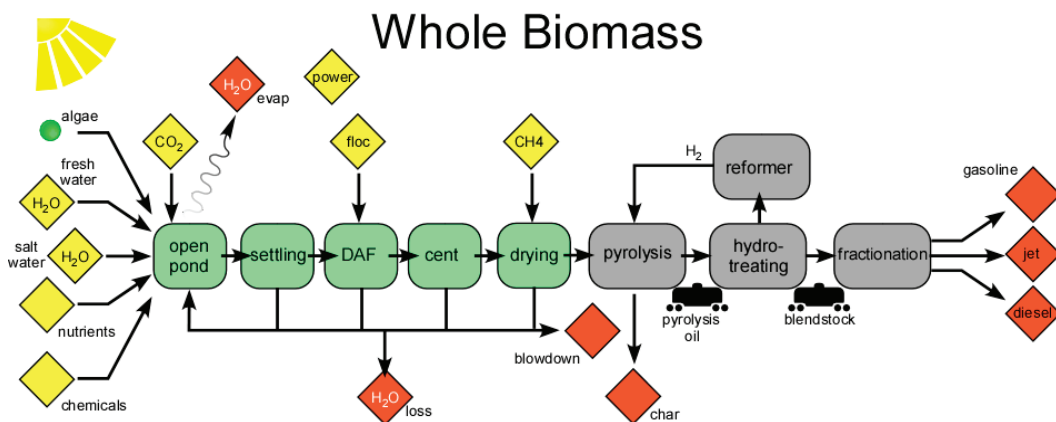 Whole Biomass
algae
CO2
H2O
evap
power
floc
CH4
H2
reformer
gasoline
fresh
water
H2O
salt
water
H2O
open
pond
settling
DAF
cent
drying
pyrolysis
hydro-
treating
fractionation
jet
diesel
nutrients
pyrolysis
oil
blendstock
blowdown
chemicals
H2O
loss
char